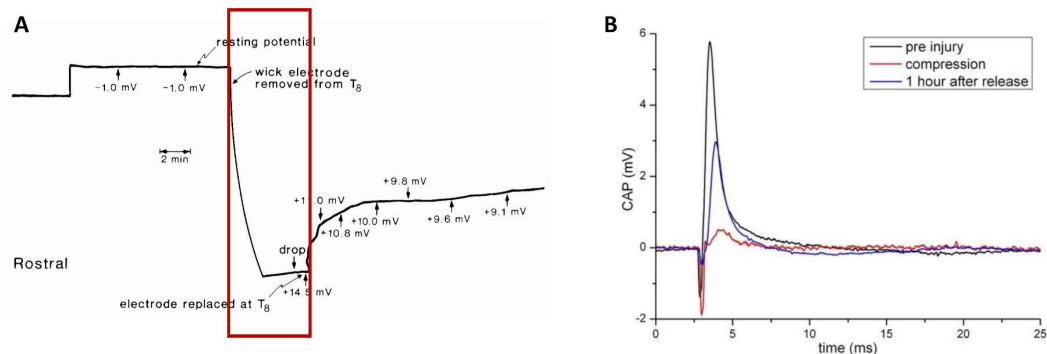 A
resting potential
wick electrode
removed from T8
-1.0 mV
-1.0 mV
2 min
+9.8 mV
+11.0 mV
+10.0 mV
+9.6 mV
+9.1 mV
+10.8 mV
drop
Rostral
+14.5 mV
electrode replaced at T8
B
6
4
2
0
-2
CAP (mV)
pre injury
compression
1 hour after release
0
5
10
15
20
25
time (ms)